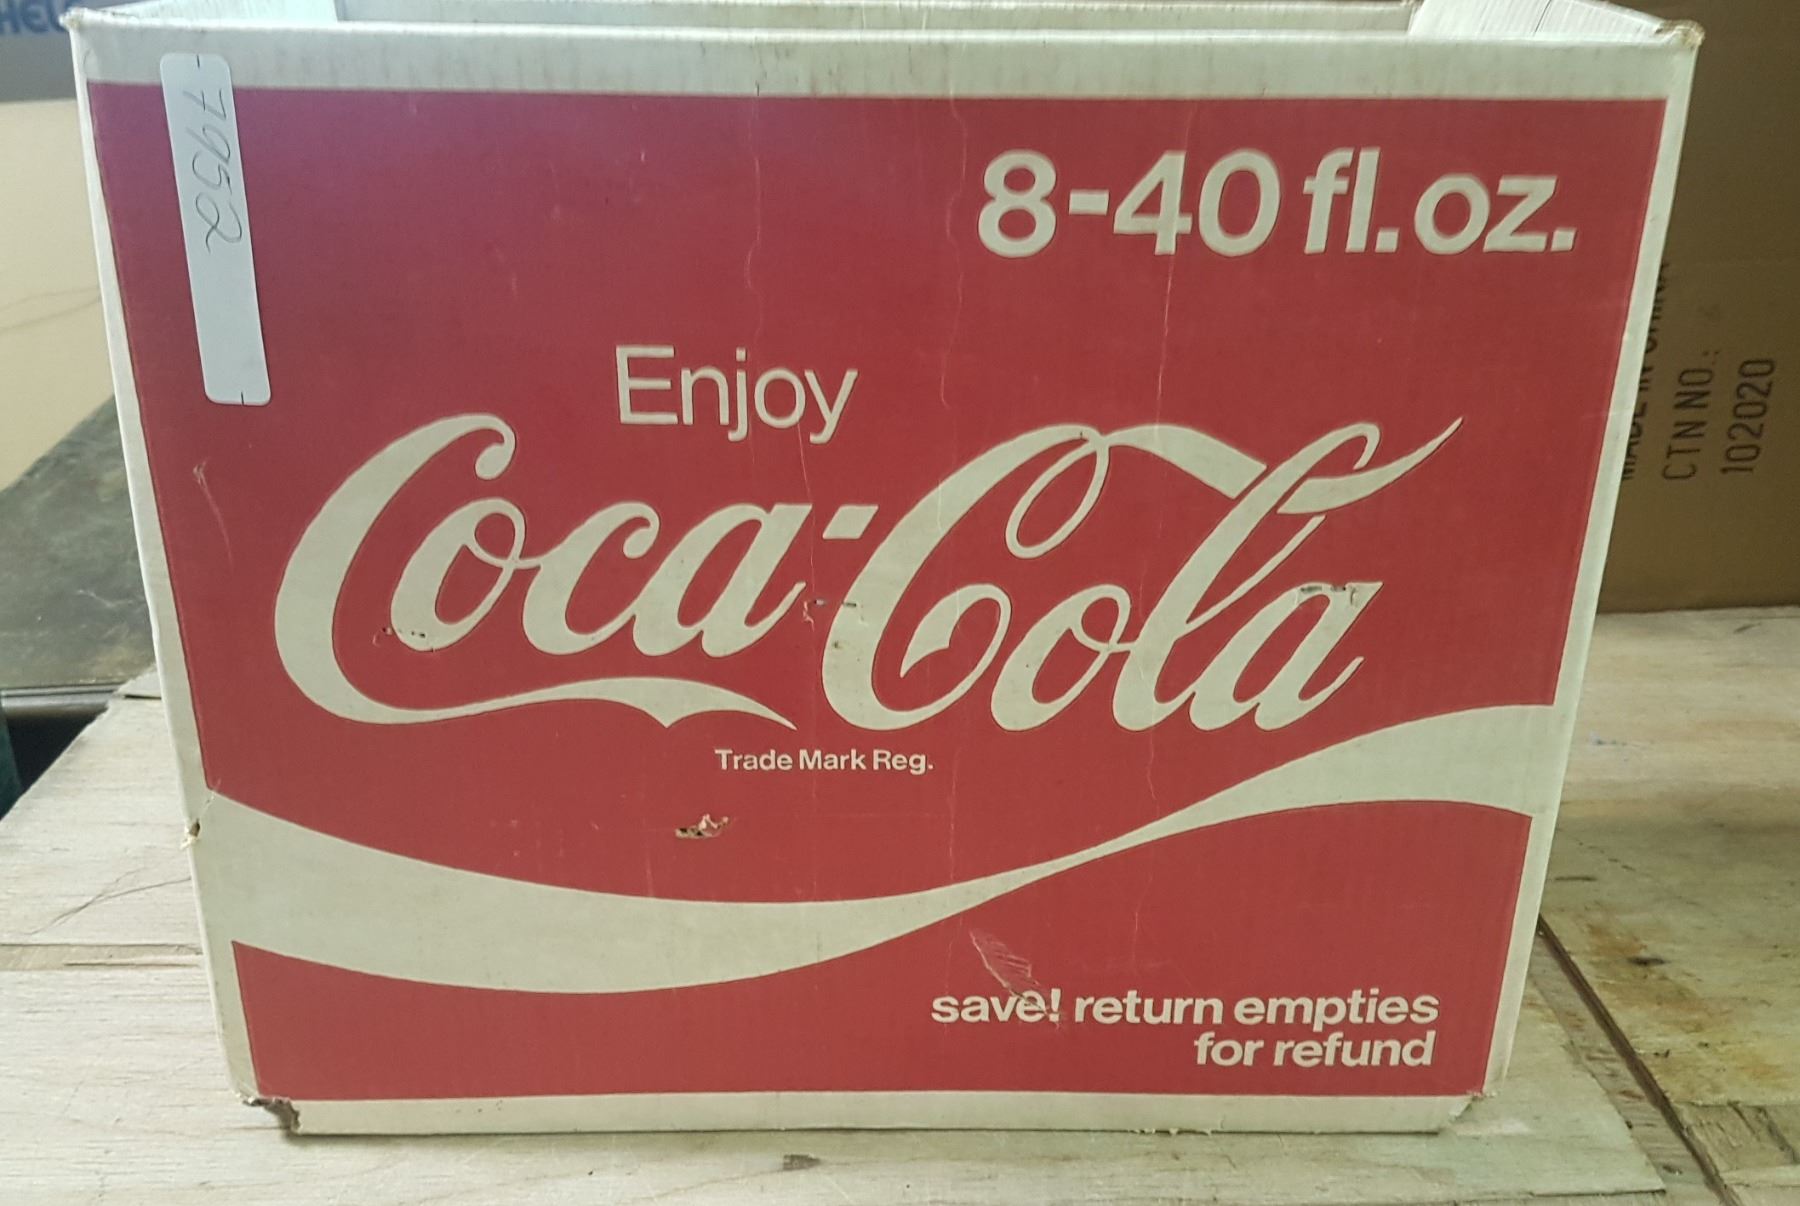 7952
8-40 fl.oz.
Enjoy
Coca-Cola
Trade Mark Reg.
save! return empties
for refund
CTN NO.:
102020